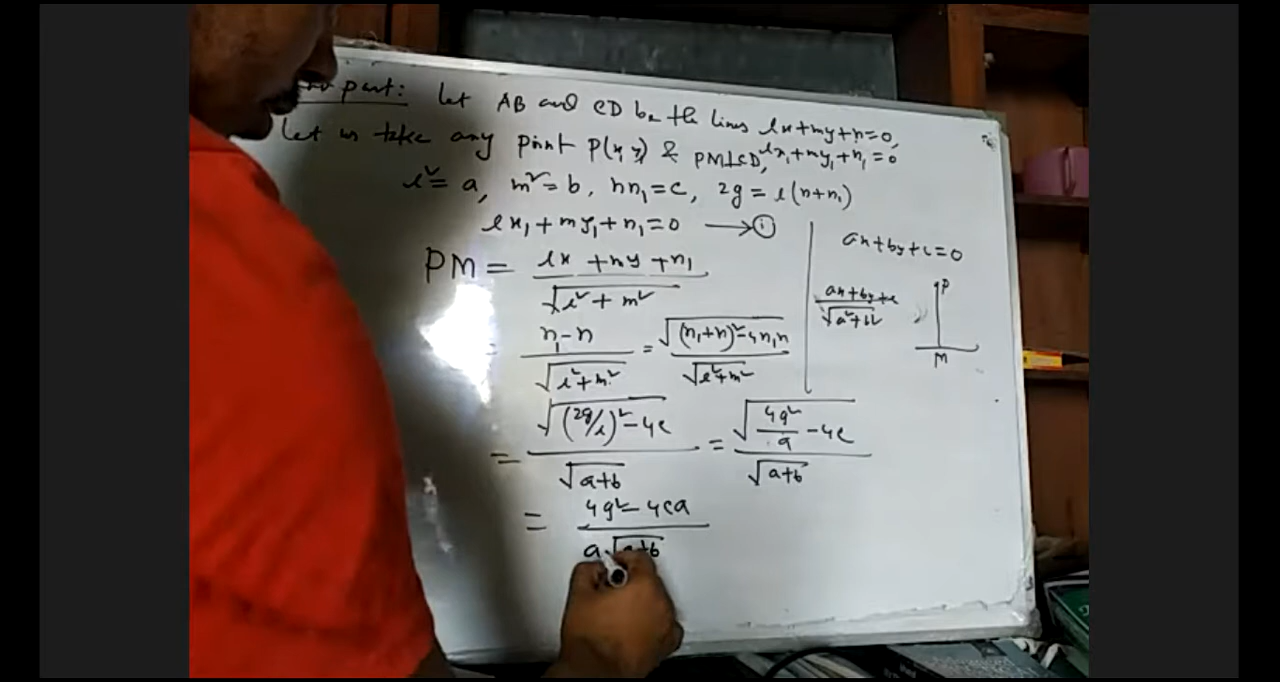 part: Let AB and CD be the lines lx+my+n=0,
Let us take any point P(x, y) & PM⊥CD, lx₁+my₁+n₁=0
l²= a, m²= b, nn₁=c, 2g = l(n+n₁)
lx₁+my₁+n₁=0 → (i)
PM = (lx+my+n₁)/√(l²+m²)
(n₁-n)/√(l²+m²) = √((n₁+n)²-4n₁n)/√(l²+m²)
= √((2g/l)²-4c)/√(a+b) = √(4g²/a-4c)/√(a+b)
= (4g²-4ca)/(a√(a+b))
ax+by+c=0
(ax+by+c)/√(a²+b²)
P
M